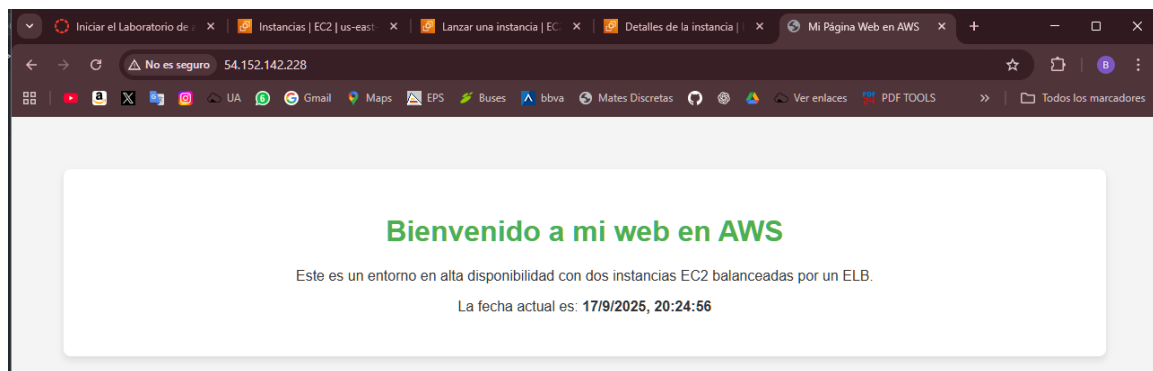 Iniciar el Laboratorio de a
Instancias | EC2 | us-east-
Lanzar una instancia | EC
Detalles de la instancia |
Mi Página Web en AWS
No es seguro 54.152.142.228
B
UA
6
Gmail
Maps
EPS
Buses
bbva
Mates Discretas
Ver enlaces
PDF TOOLS
Todos los marcadores
Bienvenido a mi web en AWS
Este es un entorno en alta disponibilidad con dos instancias EC2 balanceadas por un ELB.
La fecha actual es: 17/9/2025, 20:24:56